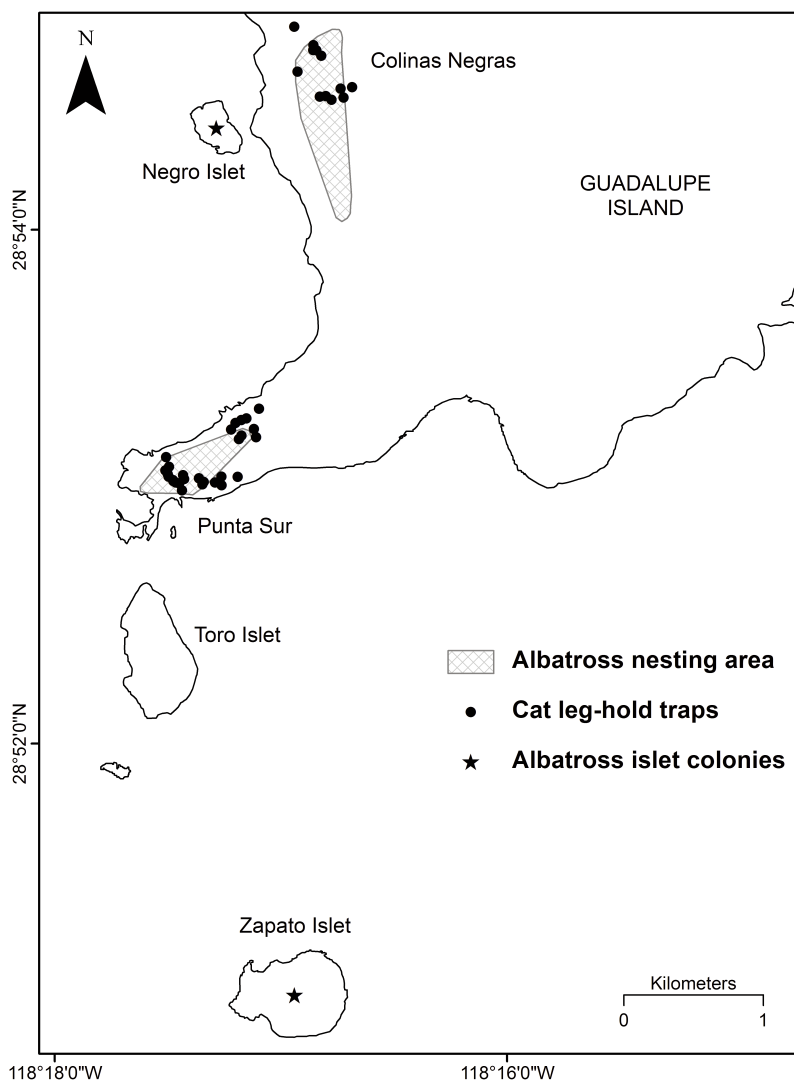 N
Colinas Negras
Negro Islet
GUADALUPE
ISLAND
28°54'0"N
Punta Sur
Toro Islet
Albatross nesting area
Cat leg-hold traps
28°52'0"N
Albatross islet colonies
Zapato Islet
Kilometers
0 1
118°18'0"W 118°16'0"W